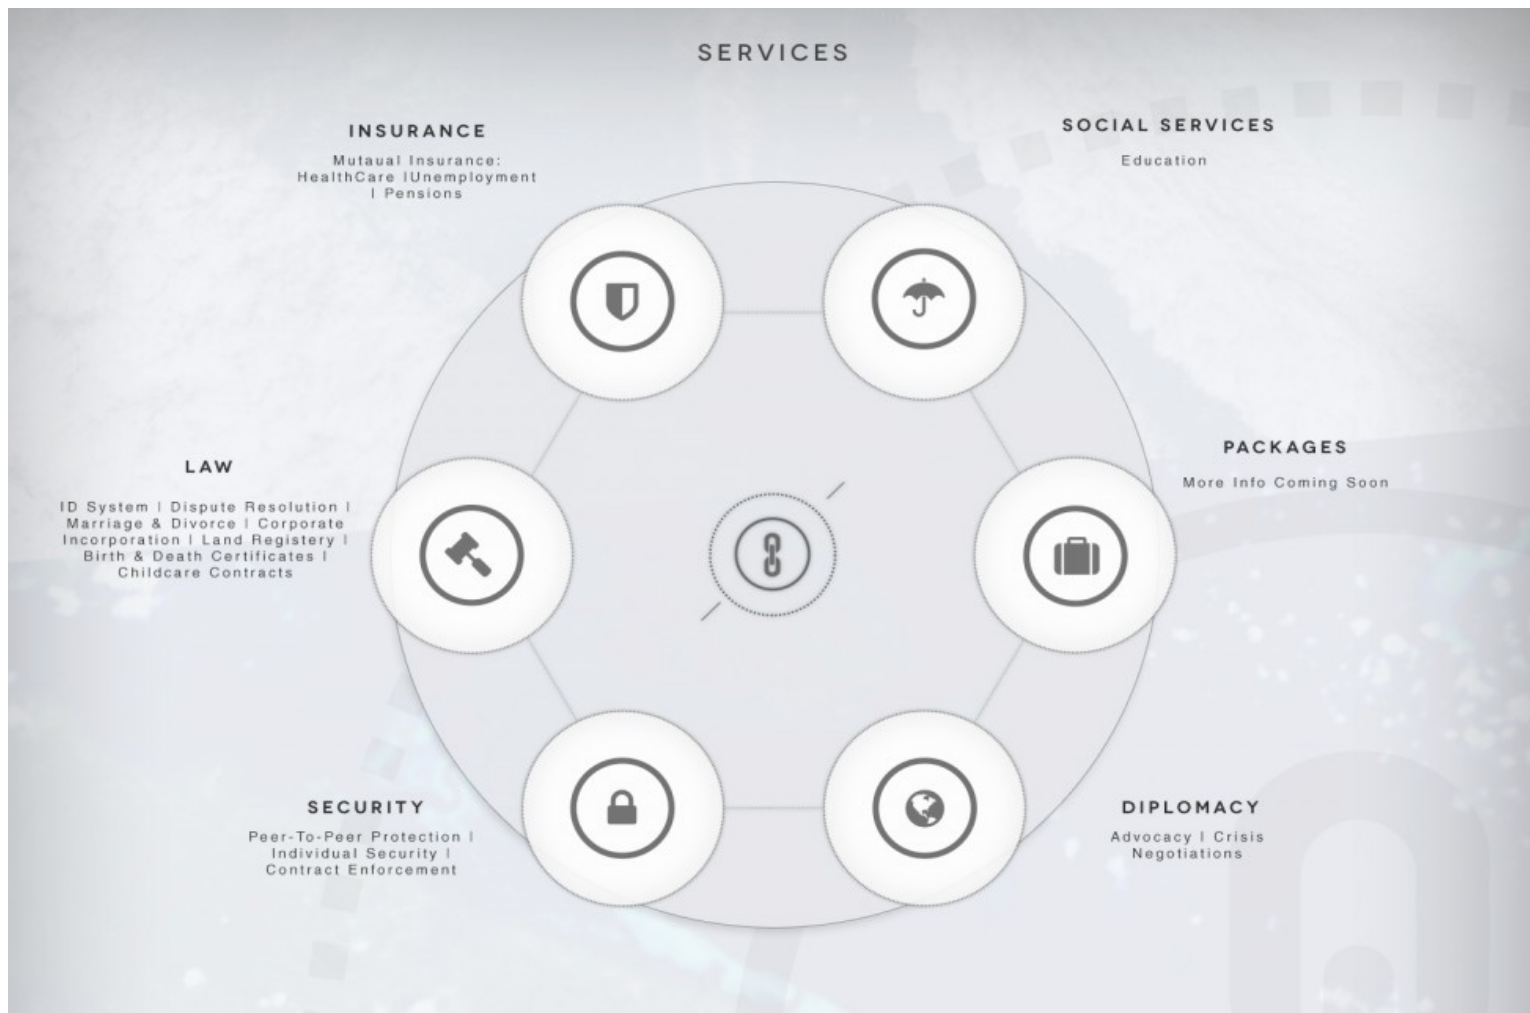 SERVICES
INSURANCE
Mutaual Insurance:
HealthCare |Unemployment
| Pensions
SOCIAL SERVICES
Education
LAW
ID System | Dispute Resolution |
Marriage & Divorce | Corporate
Incorporation | Land Registery |
Birth & Death Certificates |
Childcare Contracts
PACKAGES
More Info Coming Soon
SECURITY
Peer-To-Peer Protection |
Individual Security |
Contract Enforcement
DIPLOMACY
Advocacy | Crisis
Negotiations